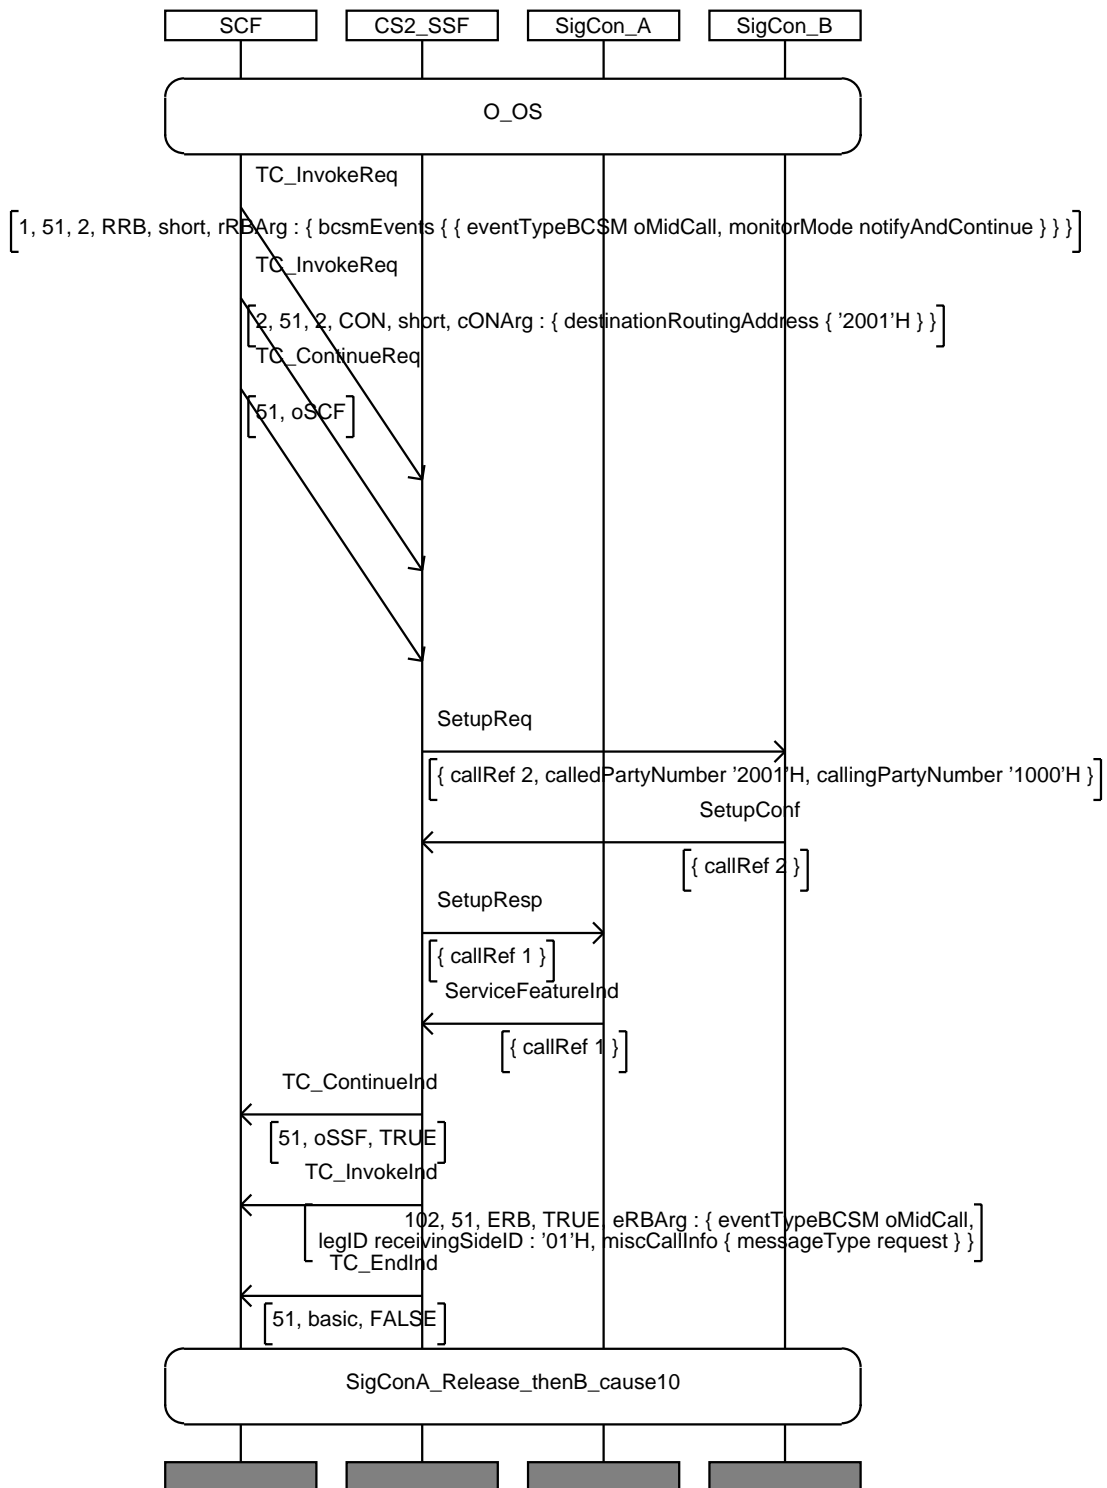 SCF
CS2_SSF
SigCon_A
SigCon_B
O_OS
TC_InvokeReq
1, 51, 2, RRB, short, rRBArg : { bcsmEvents { { eventTypeBCSM oMidCall, monitorMode notifyAndContinue } } }
TC_InvokeReq
2, 51, 2, CON, short, cONArg : { destinationRoutingAddress { '2001'H } }
TC_ContinueReq
51, oSCF
SetupReq
{ callRef 2, calledPartyNumber '2001'H, callingPartyNumber '1000'H }
SetupConf
{ callRef 2 }
SetupResp
{ callRef 1 }
ServiceFeatureInd
{ callRef 1 }
TC_ContinueInd
51, oSSF, TRUE
TC_InvokeInd
102, 51, ERB, TRUE, eRBArg : { eventTypeBCSM oMidCall,
legID receivingSideID : '01'H, miscCallInfo { messageType request } }
TC_EndInd
51, basic, FALSE
SigConA_Release_thenB_cause10